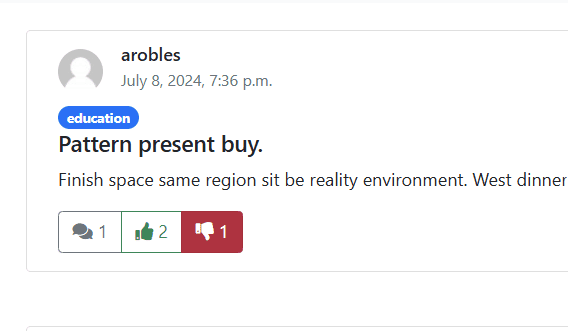 arobles
July 8, 2024, 7:36 p.m.
education
Pattern present buy.
Finish space same region sit be reality environment. West dinner
1 2 1